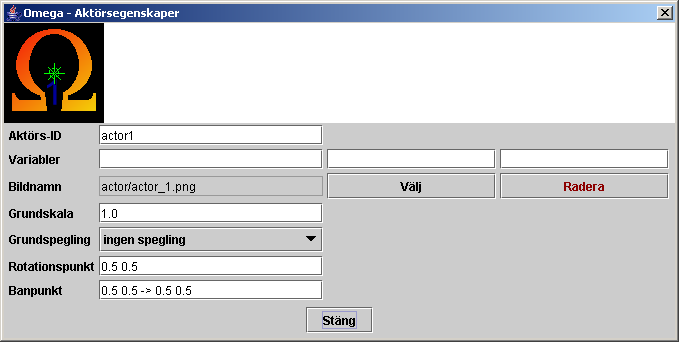 Omega - Aktörsegenskaper
Ω
1
Aktörs-ID actor1
Variabler
Bildnamn actor/actor_1.png Välj Radera
Grundskala 1.0
Grundspegling ingen spegling
Rotationspunkt 0.5 0.5
Banpunkt 0.5 0.5 -> 0.5 0.5
Stäng